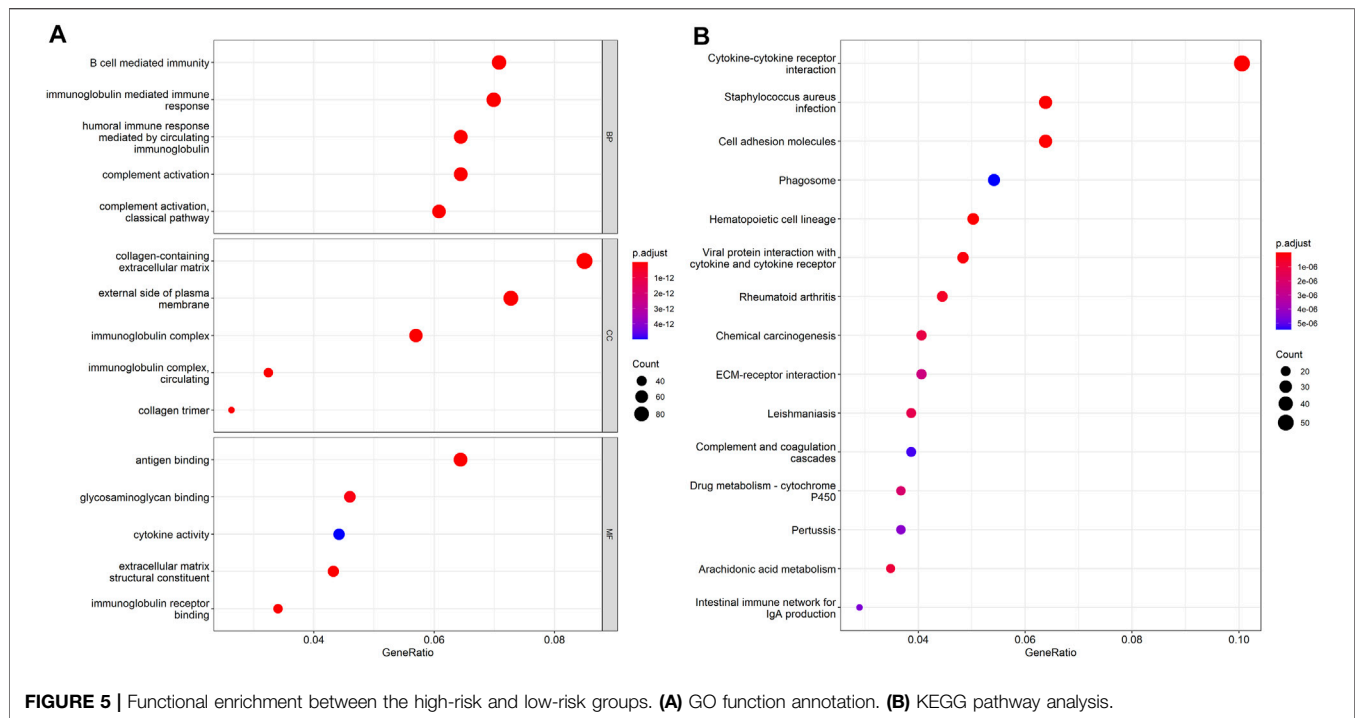 A
B cell mediated immunity
immunoglobulin mediated immune
response
humoral immune response
mediated by circulating
immunoglobulin
complement activation
complement activation,
classical pathway
BP
collagen-containing
extracellular matrix
external side of plasma
membrane
immunoglobulin complex
immunoglobulin complex,
circulating
collagen trimer
CC
antigen binding
glycosaminoglycan binding
cytokine activity
extracellular matrix
structural constituent
immunoglobulin receptor
binding
MF
0.04 0.06 0.08
GeneRatio
p.adjust
1e-12
2e-12
3e-12
4e-12
Count
40
60
80
B
Cytokine-cytokine receptor
interaction
Staphylococcus aureus
infection
Cell adhesion molecules
Phagosome
Hematopoietic cell lineage
Viral protein interaction with
cytokine and cytokine receptor
Rheumatoid arthritis
Chemical carcinogenesis
ECM-receptor interaction
Leishmaniasis
Complement and coagulation
cascades
Drug metabolism - cytochrome
P450
Pertussis
Arachidonic acid metabolism
Intestinal immune network for
IgA production
0.04 0.06 0.08 0.10
GeneRatio
p.adjust
1e-06
2e-06
3e-06
4e-06
5e-06
Count
20
30
40
50
FIGURE 5 | Functional enrichment between the high-risk and low-risk groups. (A) GO function annotation. (B) KEGG pathway analysis.